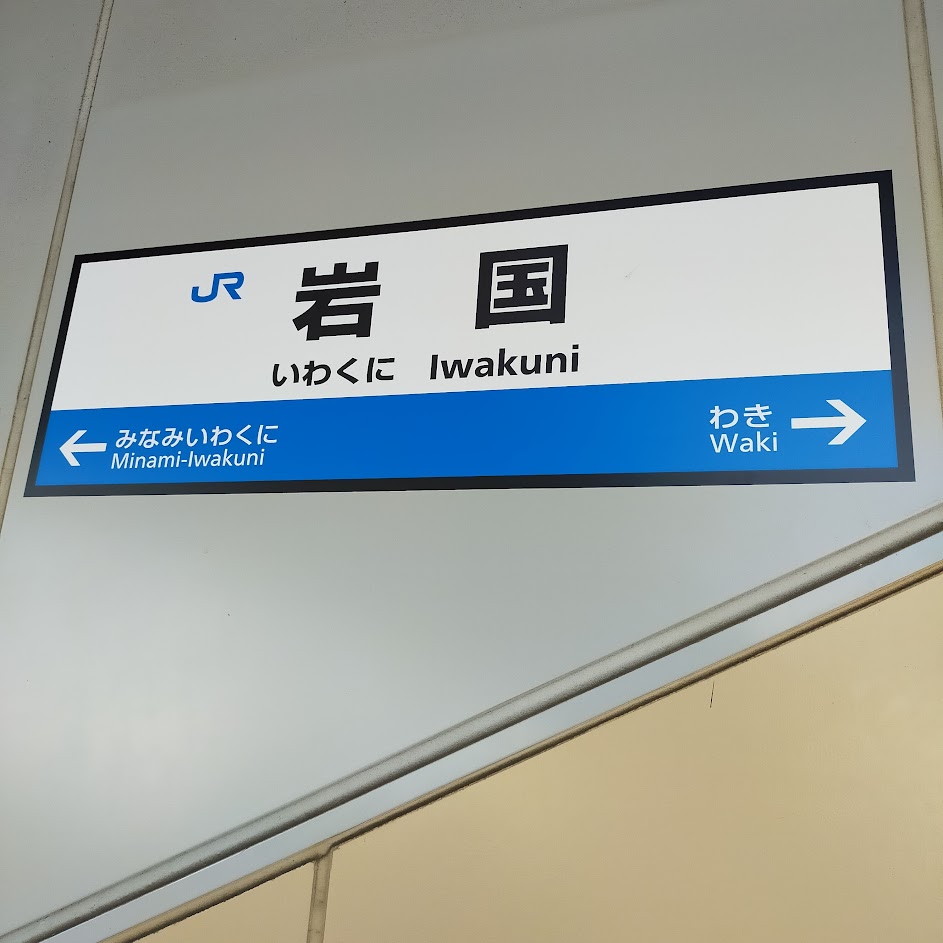 JR 岩国
いわくに Iwakuni
← みなみいわくに
Minami-Iwakuni
わき →
Waki